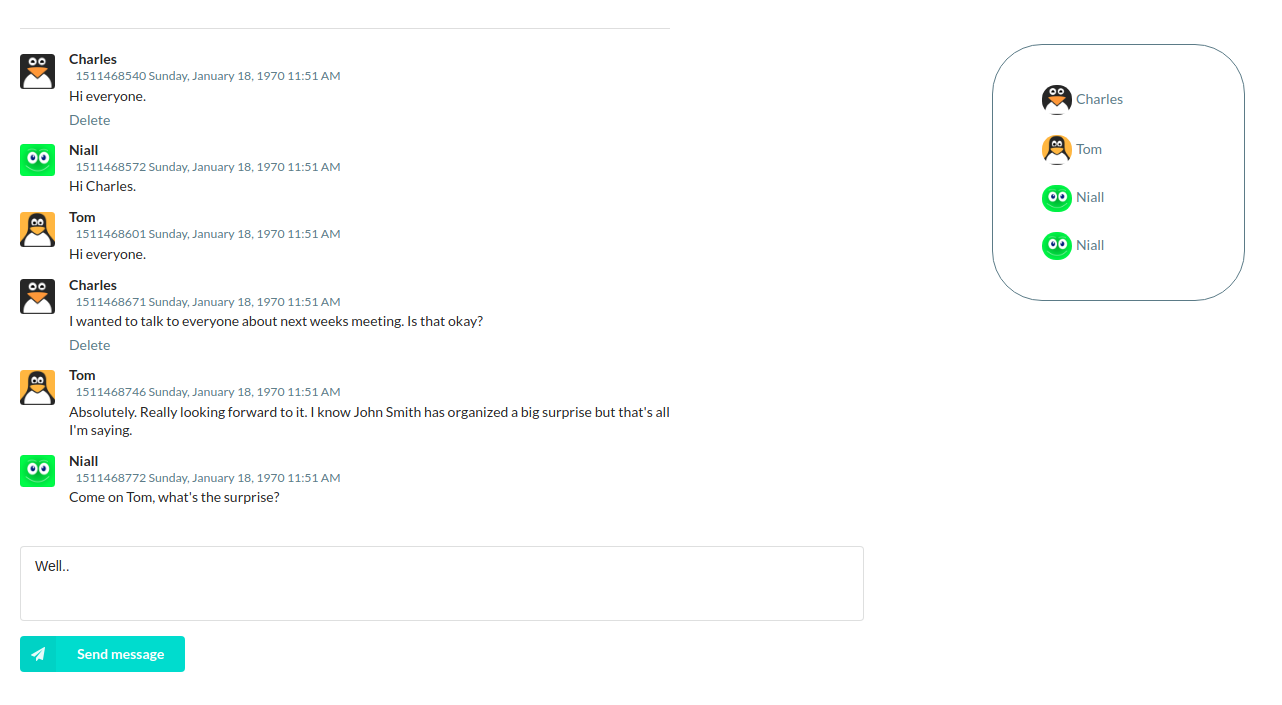 Charles
1511468540 Sunday, January 18, 1970 11:51 AM
Hi everyone.
Delete
Niall
1511468572 Sunday, January 18, 1970 11:51 AM
Hi Charles.
Tom
1511468601 Sunday, January 18, 1970 11:51 AM
Hi everyone.
Charles
1511468671 Sunday, January 18, 1970 11:51 AM
I wanted to talk to everyone about next weeks meeting. Is that okay?
Delete
Tom
1511468746 Sunday, January 18, 1970 11:51 AM
Absolutely. Really looking forward to it. I know John Smith has organized a big surprise but that's all
I'm saying.
Niall
1511468772 Sunday, January 18, 1970 11:51 AM
Come on Tom, what's the surprise?
Well..
Send message
Charles
Tom
Niall
Niall